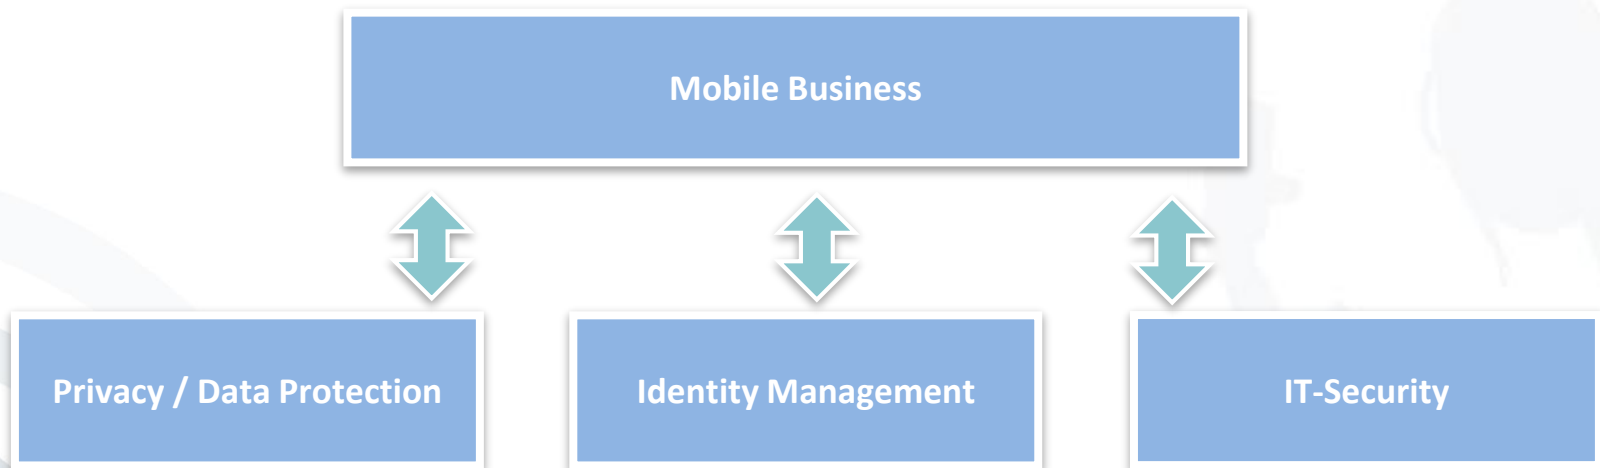 Mobile Business
Privacy / Data Protection
Identity Management
IT-Security